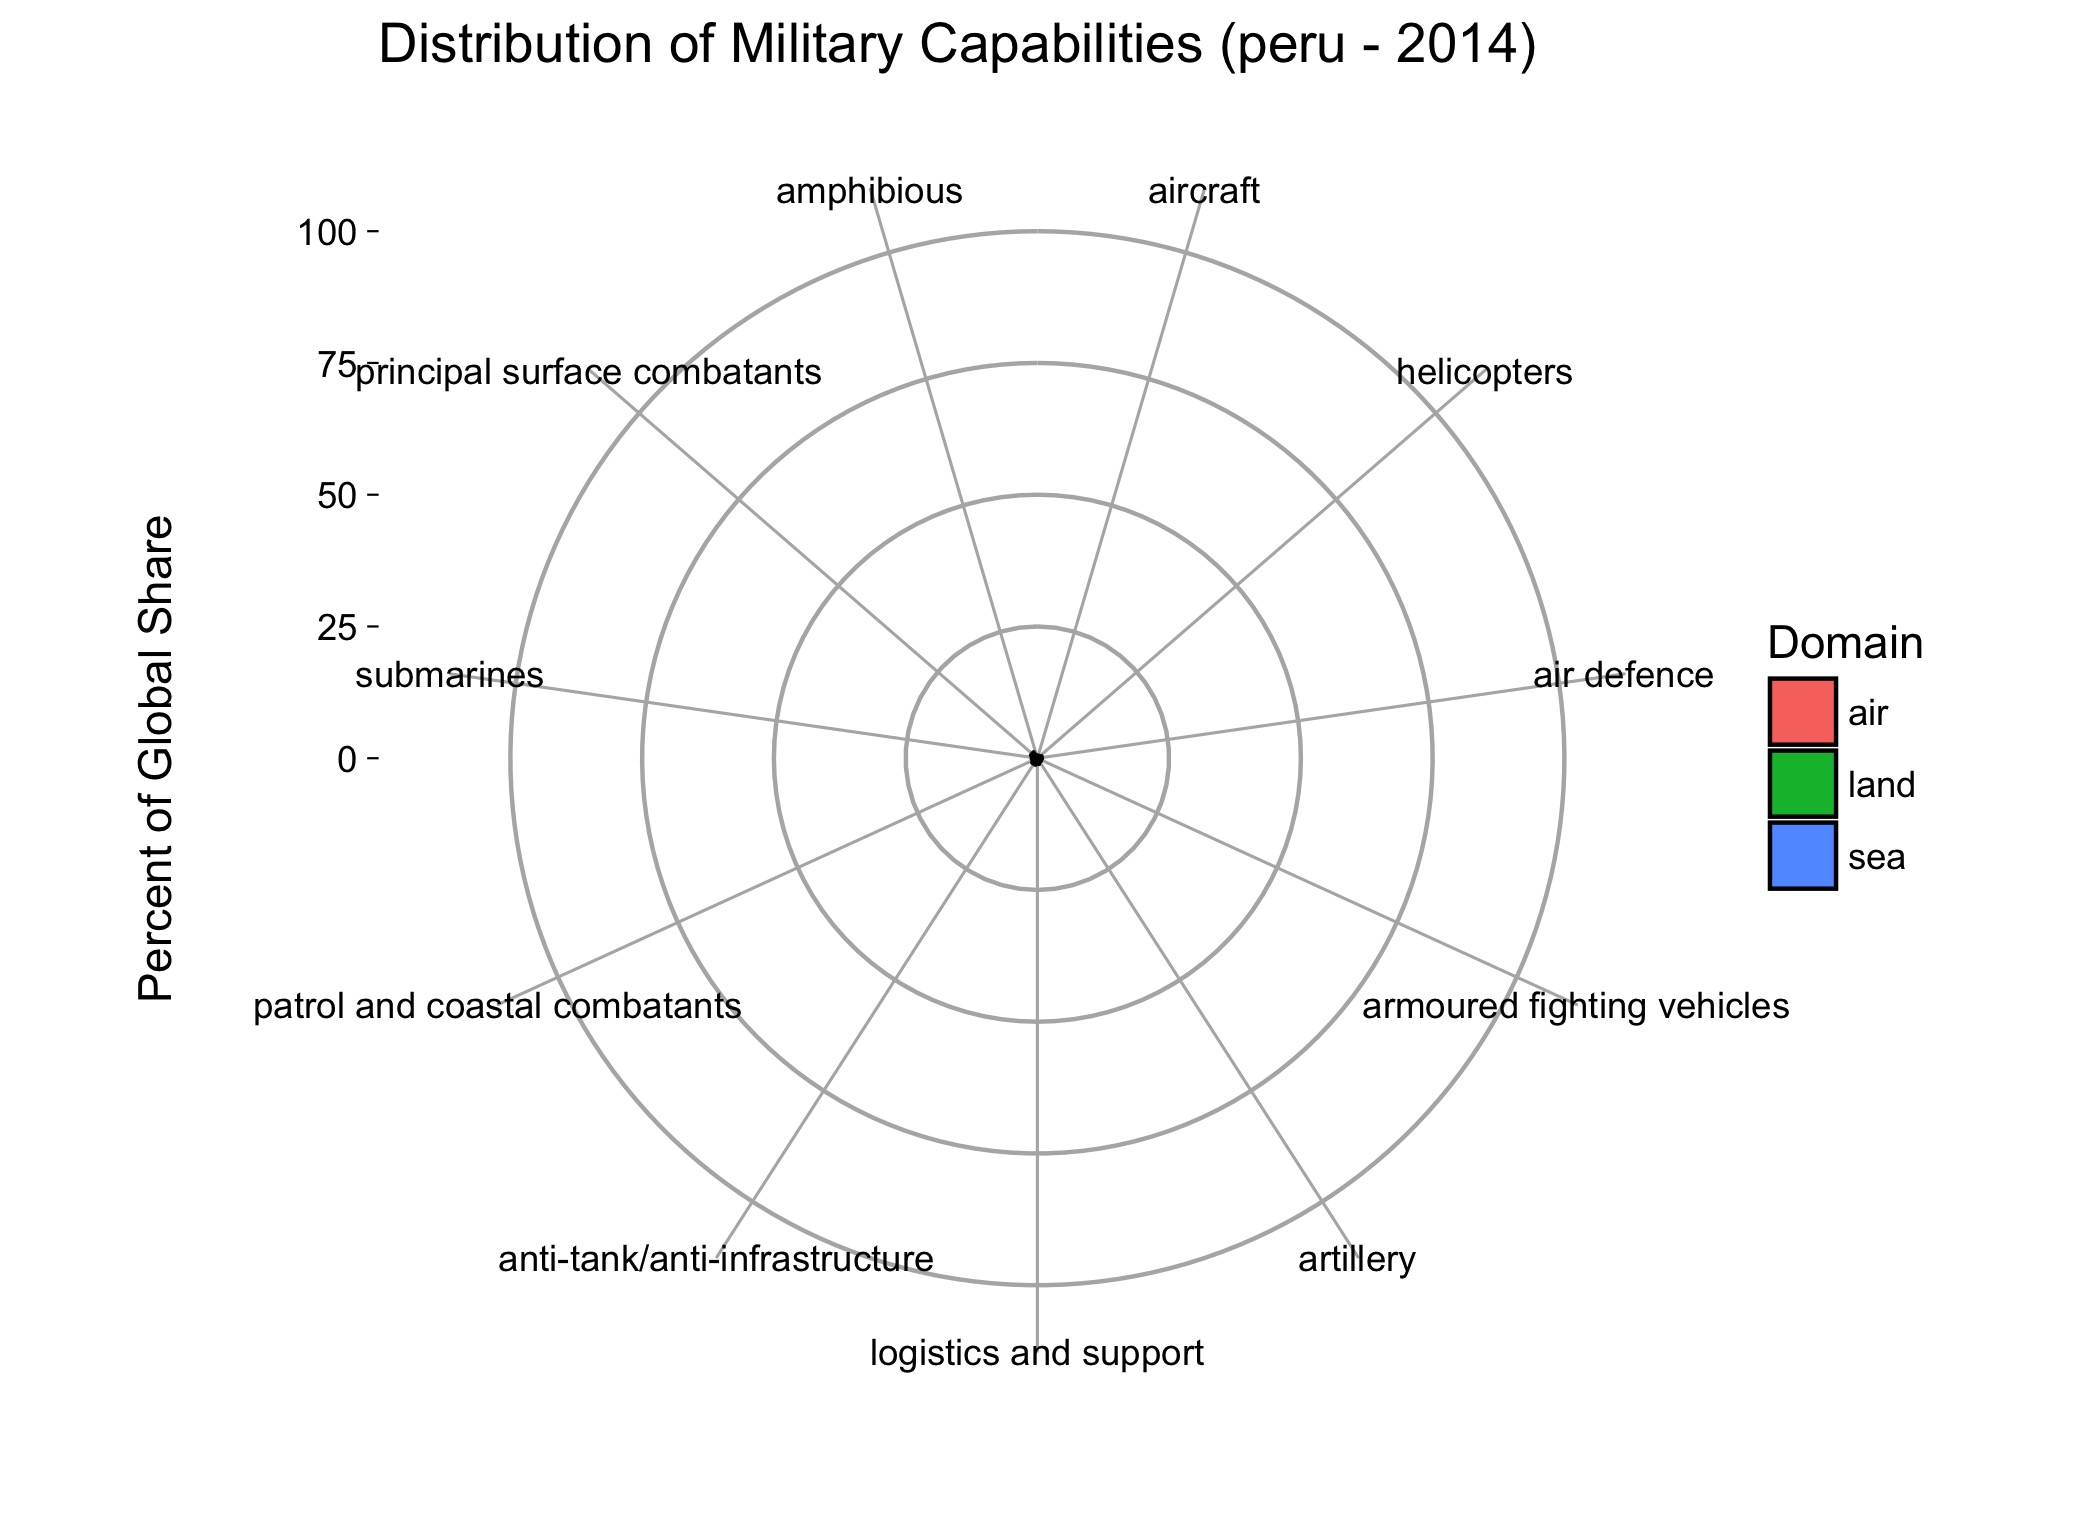 Distribution of Military Capabilities (peru - 2014)
amphibious
aircraft
100
75
principal surface combatants
helicopters
50
25
submarines
air defence
0
Percent of Global Share
Domain
air
land
sea
patrol and coastal combatants
armoured fighting vehicles
anti-tank/anti-infrastructure
artillery
logistics and support